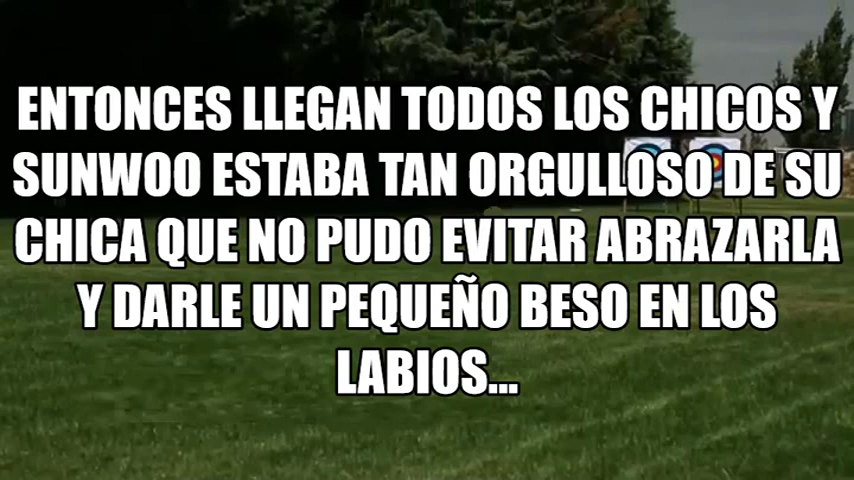 ENTONCES LLEGAN TODOS LOS CHICOS Y
SUNWOO ESTABA TAN ORGULLOSO DE SU
CHICA QUE NO PUDO EVITAR ABRAZARLA
Y DARLE UN PEQUEÑO BESO EN LOS
LABIOS...